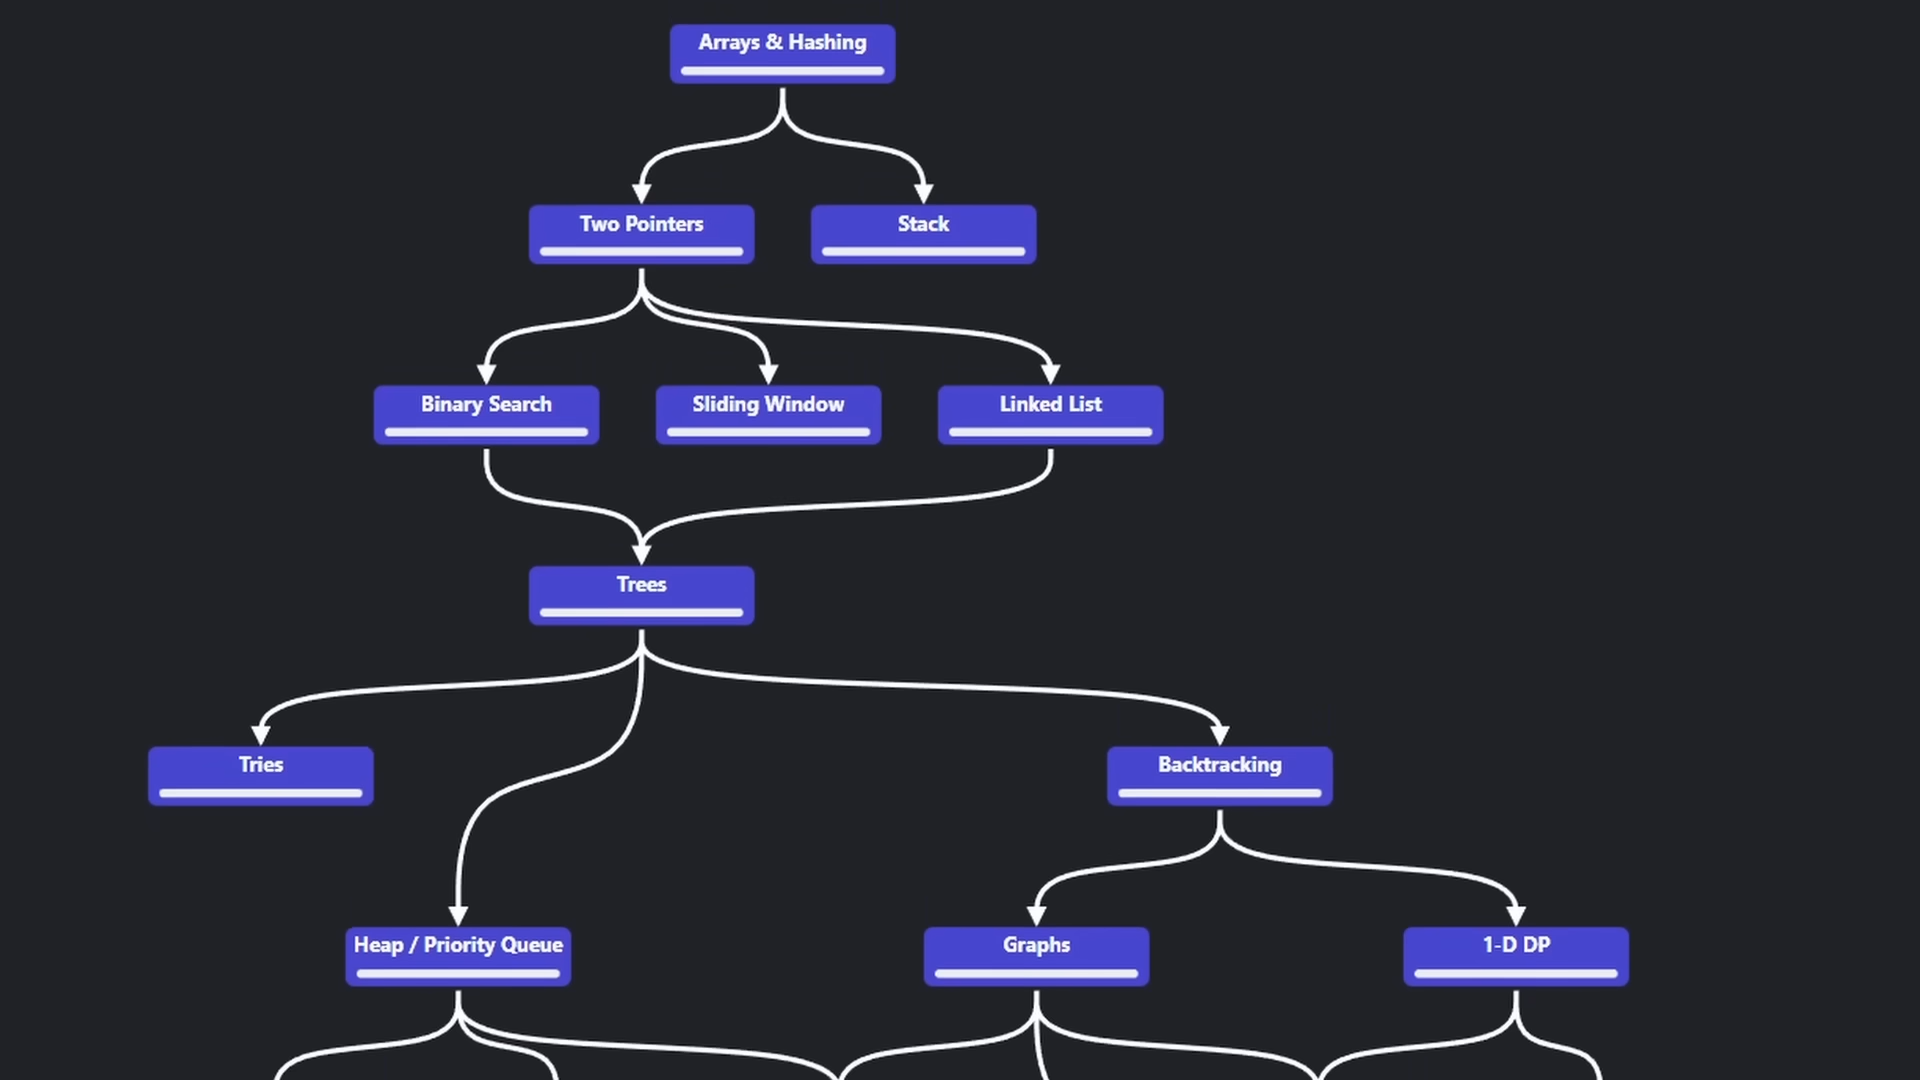 Arrays & Hashing
Two Pointers
Stack
Binary Search
Sliding Window
Linked List
Trees
Tries
Backtracking
Heap / Priority Queue
Graphs
1-D DP